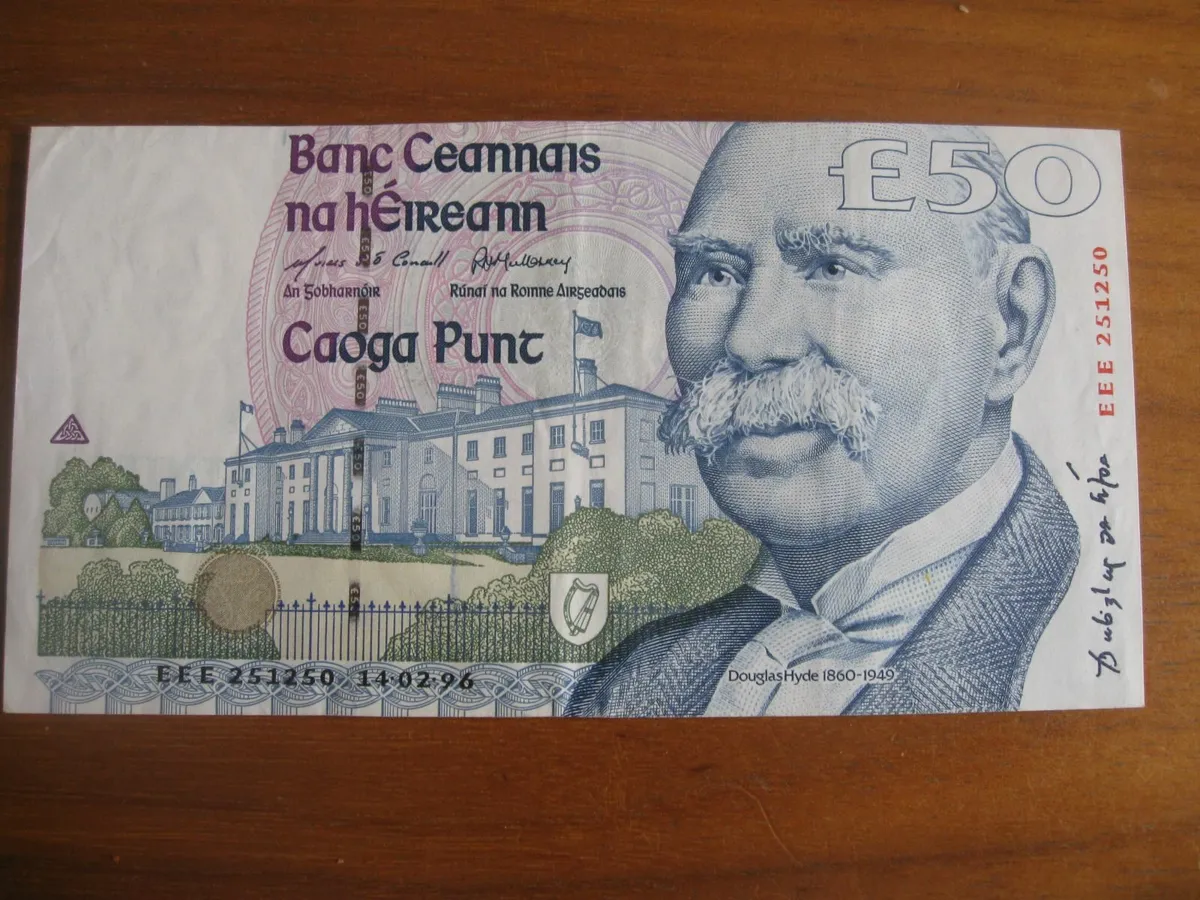 Banc Ceannais
£50
na hÉireann
An Gobharnóir
Rúnaí na Roinne Airgeadais
Caoga Punt
EEE 251250
EEE 251250 14·02·96
Douglas Hyde 1860-1949